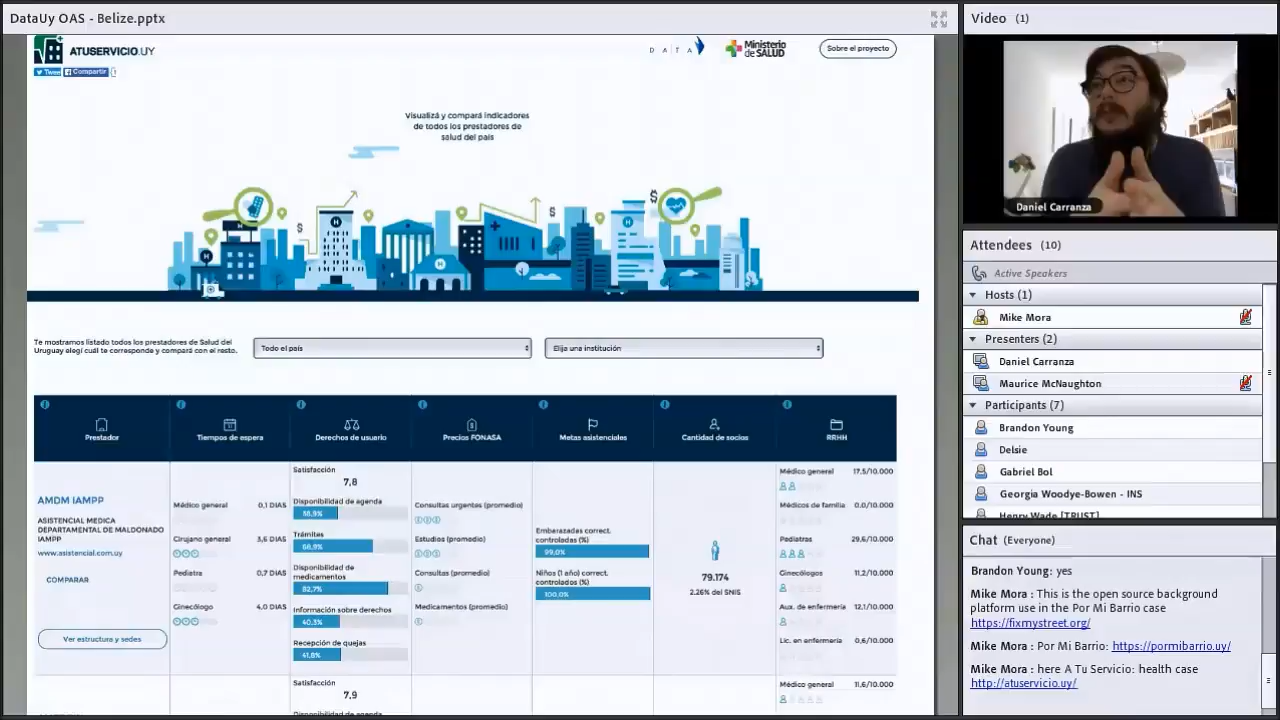 DataUy OAS - Belize.pptx
ATUSERVICIO.UY
D A T A
Ministerio
de SALUD
Sobre el proyecto
Tweet
Compartir
Visualizá y compará indicadores
de todos los prestadores de
salud del país
Te mostramos listado todos los prestadores de Salud del
Uruguay elegí cuál te corresponde y compará con el resto.
Todo el país
Elija una institución
Prestador
Tiempos de espera
Derechos de usuario
Precios FONASA
Metas asistenciales
Cantidad de socios
RRHH
AMDM IAMPP
ASISTENCIAL MEDICA
DEPARTAMENTAL DE MALDONADO
IAMPP
www.asistencial.com.uy
COMPARAR
Ver estructura y sedes
Médico general 0,1 DIAS
Cirujano general 3,6 DIAS
Pediatra 0,7 DIAS
Ginecólogo 4,0 DIAS
Satisfacción
7,8
Disponibilidad de agenda
Trámites
Disponibilidad de
medicamentos
82,7%
Información sobre derechos
40,3%
Recepción de quejas
41,8%
Satisfacción
7,9
Disponibilidad de agenda
Consultas urgentes (promedio)
Estudios (promedio)
Consultas (promedio)
Medicamentos (promedio)
Embarazadas correct.
controladas (%)
99,0%
Niños (1 año) correct.
controlados (%)
100,0%
79.174
2.26% del SNIS
Médico general 17,5/10.000
Médicos de familia 0,0/10.000
Pediatras 29,6/10.000
Ginecólogos 11,2/10.000
Aux. de enfermería 12,1/10.000
Lic. en enfermería 0,6/10.000
Médico general 11,6/10.000
Video (1)
Daniel Carranza
Attendees (10)
Active Speakers
Hosts (1)
Mike Mora
Presenters (2)
Daniel Carranza
Maurice McNaughton
Participants (7)
Brandon Young
Delsie
Gabriel Bol
Georgia Woodye-Bowen - INS
Henry Wade [TRUST]
Chat (Everyone)
Brandon Young: yes
Mike Mora : This is the open source background
platform use in the Por Mi Barrio case
https://fixmystreet.org/
Mike Mora : Por Mi Barrio: https://pormibarrio.uy/
Mike Mora : here A Tu Servicio: health case
http://atuservicio.uy/